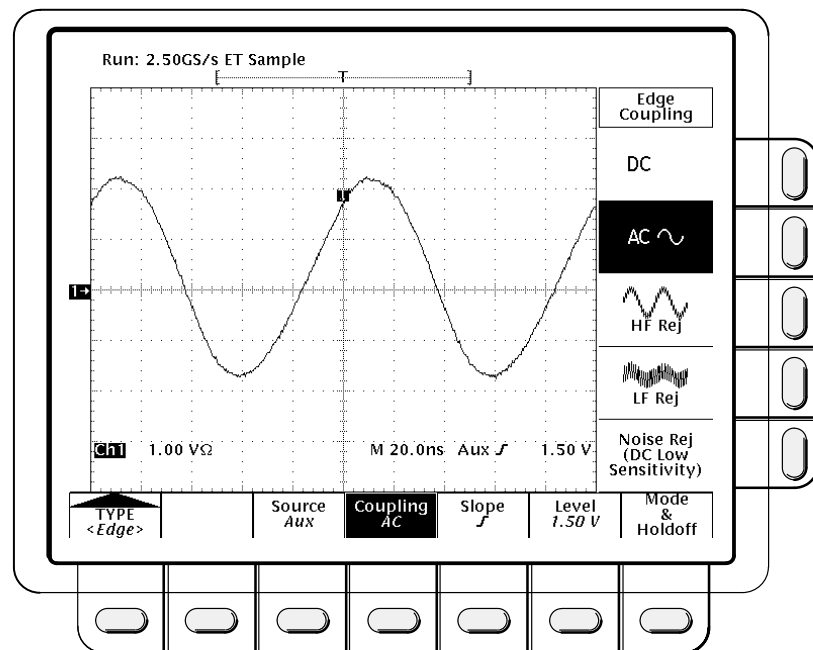 Run: 2.50GS/s ET Sample
[ T ]
Edge
Coupling
DC
T
AC
1→
HF Rej
LF Rej
Ch1 1.00 VΩ M 20.0ns Aux 1.50 V
Noise Rej
(DC Low
Sensitivity)
TYPE
<Edge>
Source
Aux
Coupling
AC
Slope
Level
1.50 V
Mode
&
Holdoff